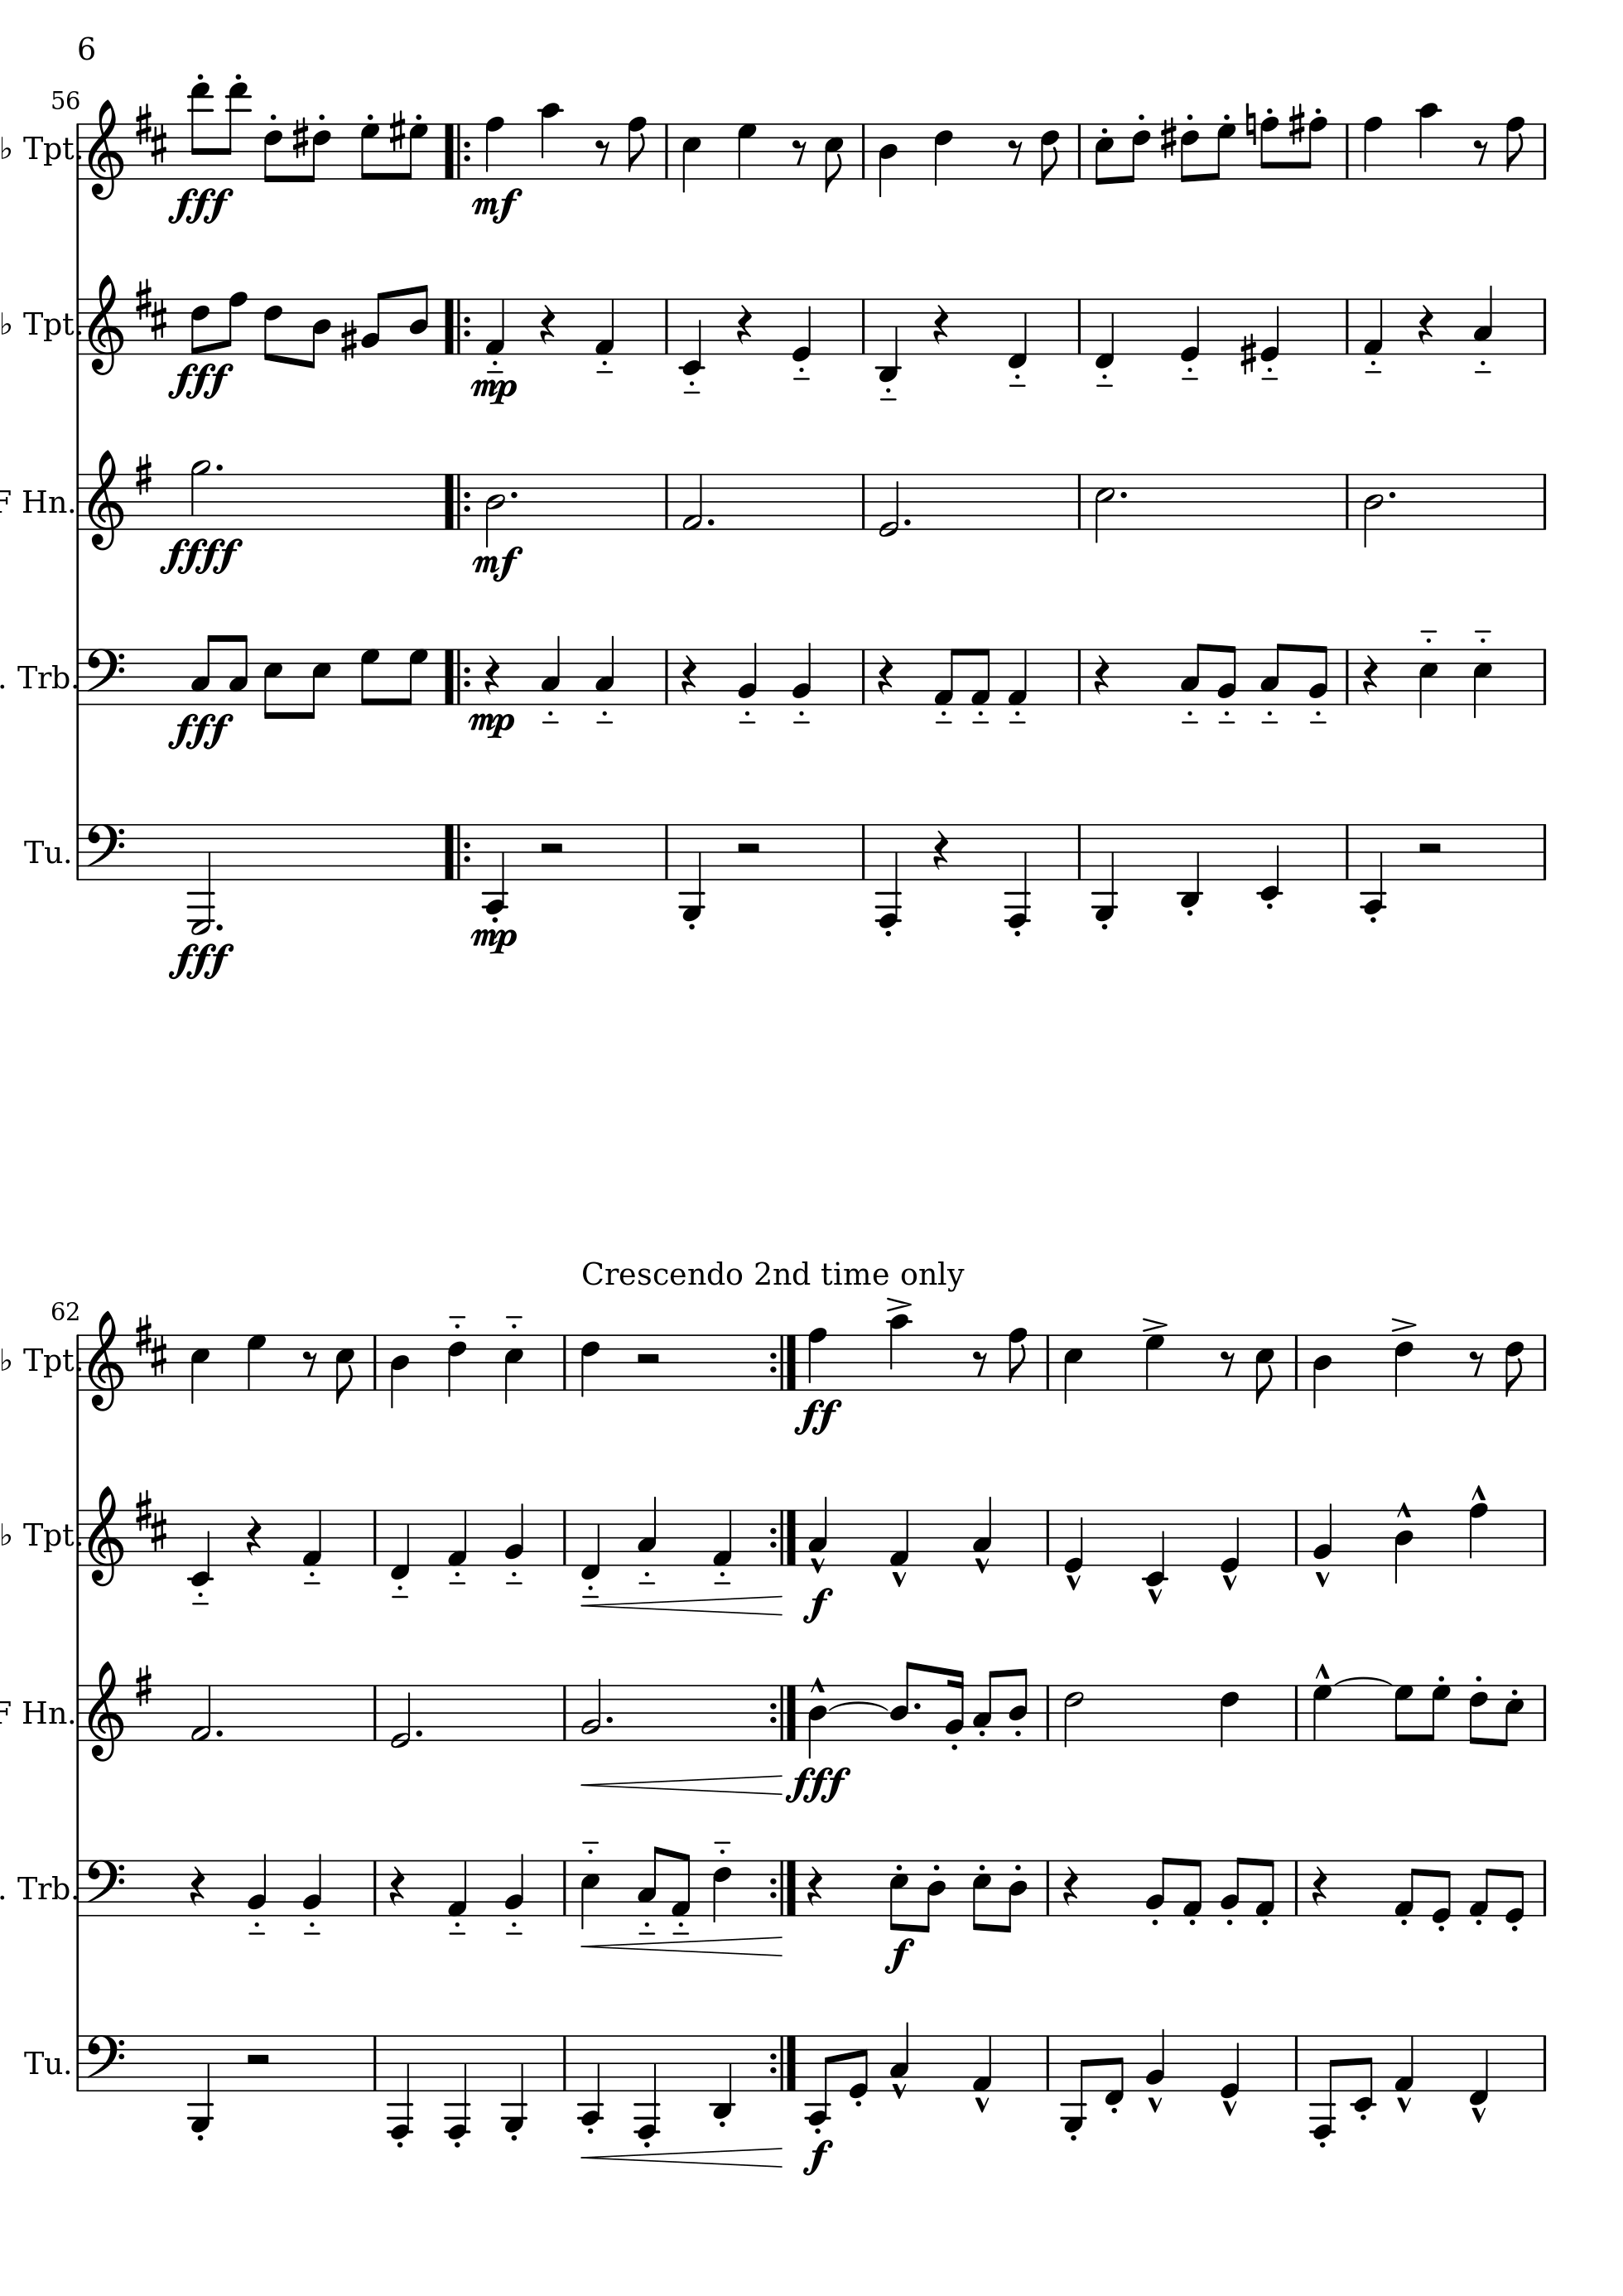 6
56
♭ Tpt.
fff
mf
♭ Tpt.
fff
mp
F Hn.
ffff
mf
. Trb.
fff
mp
Tu.
fff
mp
Crescendo 2nd time only
62
♭ Tpt.
ff
♭ Tpt.
f
F Hn.
fff
. Trb.
f
Tu.
f